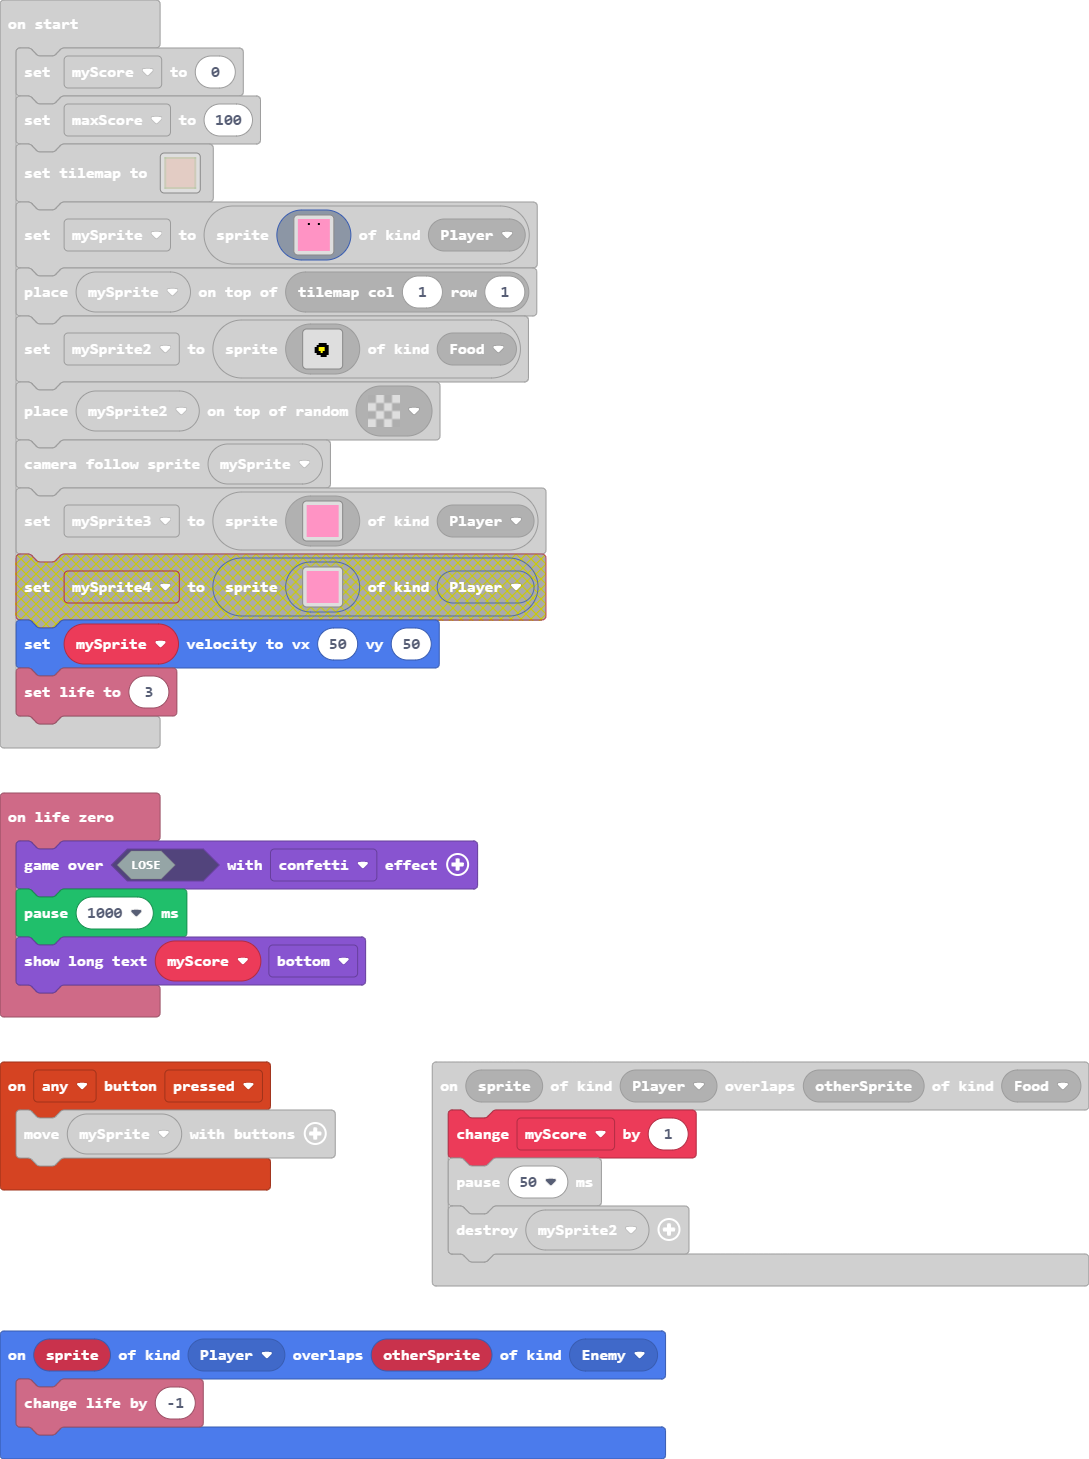 on start
set myScore to 0
set maxScore to 100
set tilemap to
set mySprite to sprite of kind Player
place mySprite on top of tilemap col 1 row 1
set mySprite2 to sprite of kind Food
place mySprite2 on top of random
camera follow sprite mySprite
set mySprite3 to sprite of kind Player
set mySprite4 to sprite of kind Player
set mySprite velocity to vx 50 vy 50
set life to 3
on life zero
game over LOSE with confetti effect
pause 1000 ms
show long text myScore bottom
on any button pressed
move mySprite with buttons
on sprite of kind Player overlaps otherSprite of kind Food
change myScore by 1
pause 50 ms
destroy mySprite2
on sprite of kind Player overlaps otherSprite of kind Enemy
change life by -1